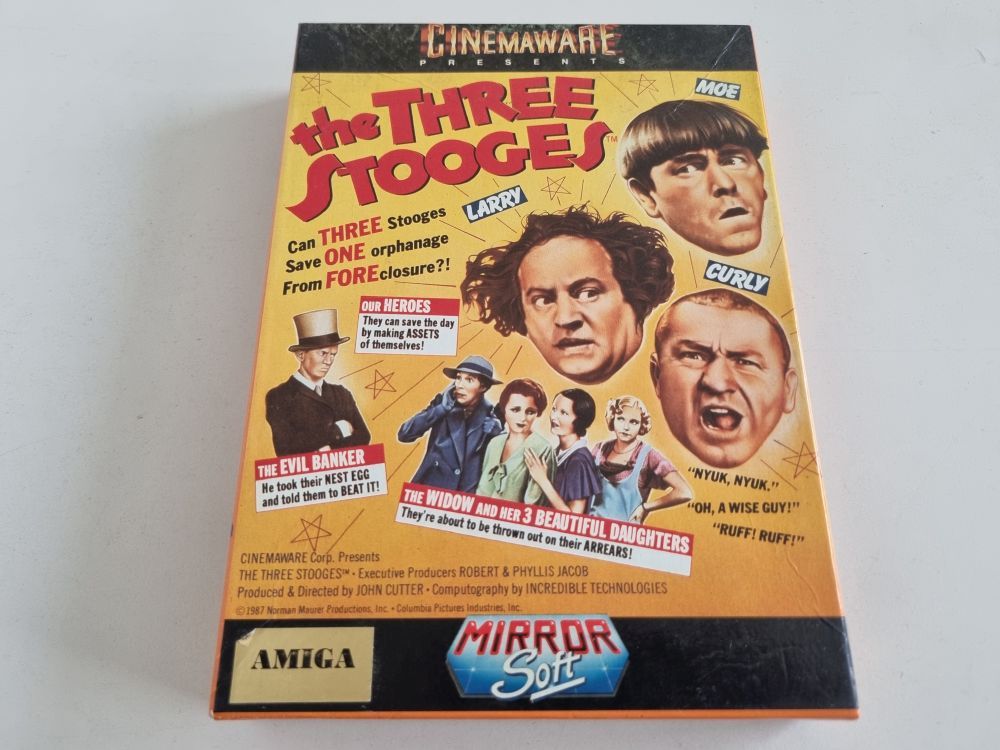 CINEMAWARE
PRESENTS
the THREE
STOOGES™
MOE
LARRY
CURLY
Can THREE Stooges
Save ONE orphanage
From FOREclosure?!
OUR HEROES
They can save the day
by making ASSETS
of themselves!
THE EVIL BANKER
He took their NEST EGG
and told them to BEAT IT!
THE WIDOW AND HER 3 BEAUTIFUL DAUGHTERS
They're about to be thrown out on their ARREARS!
"NYUK, NYUK."
"OH, A WISE GUY!"
"RUFF! RUFF!"
CINEMAWARE Corp. Presents
THE THREE STOOGES™ • Executive Producers ROBERT & PHYLLIS JACOB
Produced & Directed by JOHN CUTTER • Computography by INCREDIBLE TECHNOLOGIES
©1987 Norman Maurer Productions, Inc. • Columbia Pictures Industries, Inc.
AMIGA
MIRROR
Soft